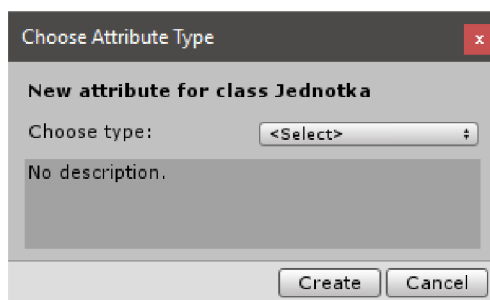 Choose Attribute Type x
New attribute for class Jednotka
Choose type: <Select>
No description.
Create Cancel